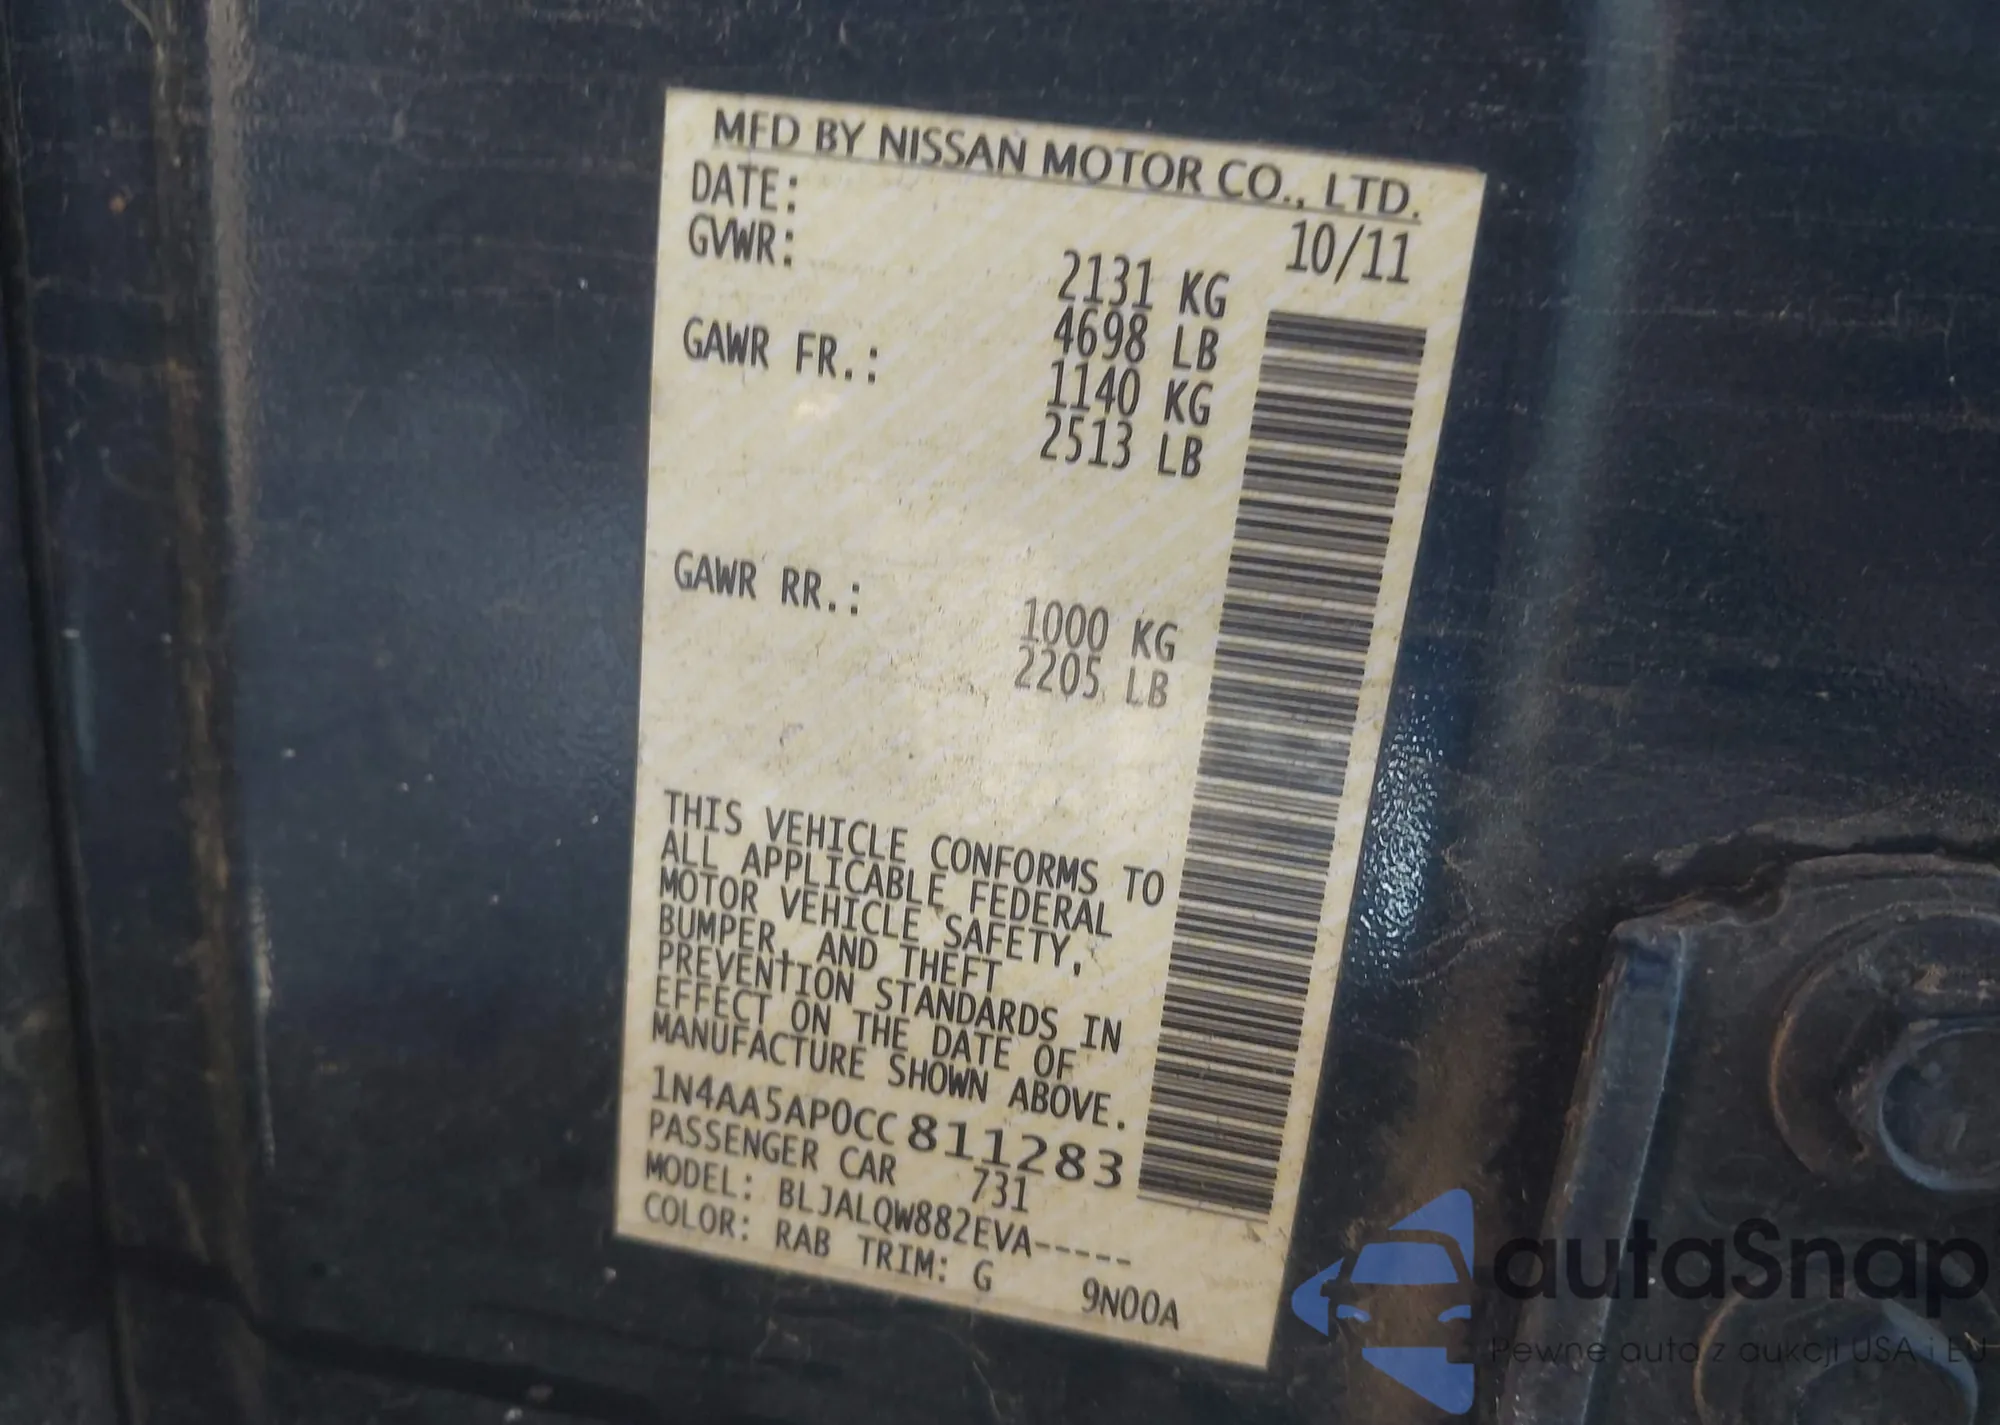 MFD BY NISSAN MOTOR CO., LTD.
DATE: 10/11
GVWR: 2131 KG
4698 LB
GAWR FR.: 1140 KG
2513 LB
GAWR RR.: 1000 KG
2205 LB
THIS VEHICLE CONFORMS TO
ALL APPLICABLE FEDERAL
MOTOR VEHICLE SAFETY,
BUMPER, AND THEFT
PREVENTION STANDARDS IN
EFFECT ON THE DATE OF
MANUFACTURE SHOWN ABOVE.
1N4AA5AP0CC811283
PASSENGER CAR 731
MODEL: BLJALQW882EVA-----
COLOR: RAB TRIM: G 9N00A
autaSnap
Pewne auta z aukcji USA i EU